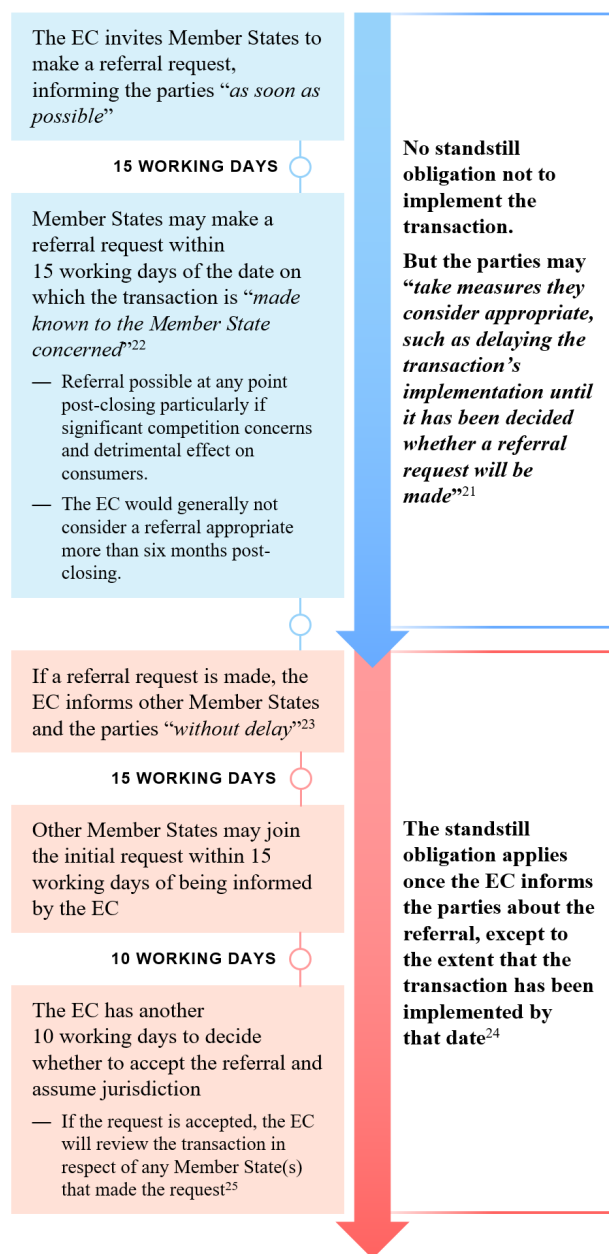 The EC invites Member States to
make a referral request,
informing the parties “as soon as
possible”
15 WORKING DAYS
Member States may make a
referral request within
15 working days of the date on
which the transaction is “made
known to the Member State
concerned”22
— Referral possible at any point
post-closing particularly if
significant competition concerns
and detrimental effect on
consumers.
— The EC would generally not
consider a referral appropriate
more than six months post-
closing.
No standstill
obligation not to
implement the
transaction.
But the parties may
“take measures they
consider appropriate,
such as delaying the
transaction’s
implementation until
it has been decided
whether a referral
request will be
made”21
If a referral request is made, the
EC informs other Member States
and the parties “without delay”23
15 WORKING DAYS
Other Member States may join
the initial request within 15
working days of being informed
by the EC
10 WORKING DAYS
The EC has another
10 working days to decide
whether to accept the referral and
assume jurisdiction
— If the request is accepted, the EC
will review the transaction in
respect of any Member State(s)
that made the request25
The standstill
obligation applies
once the EC informs
the parties about the
referral, except to
the extent that the
transaction has been
implemented by
that date24